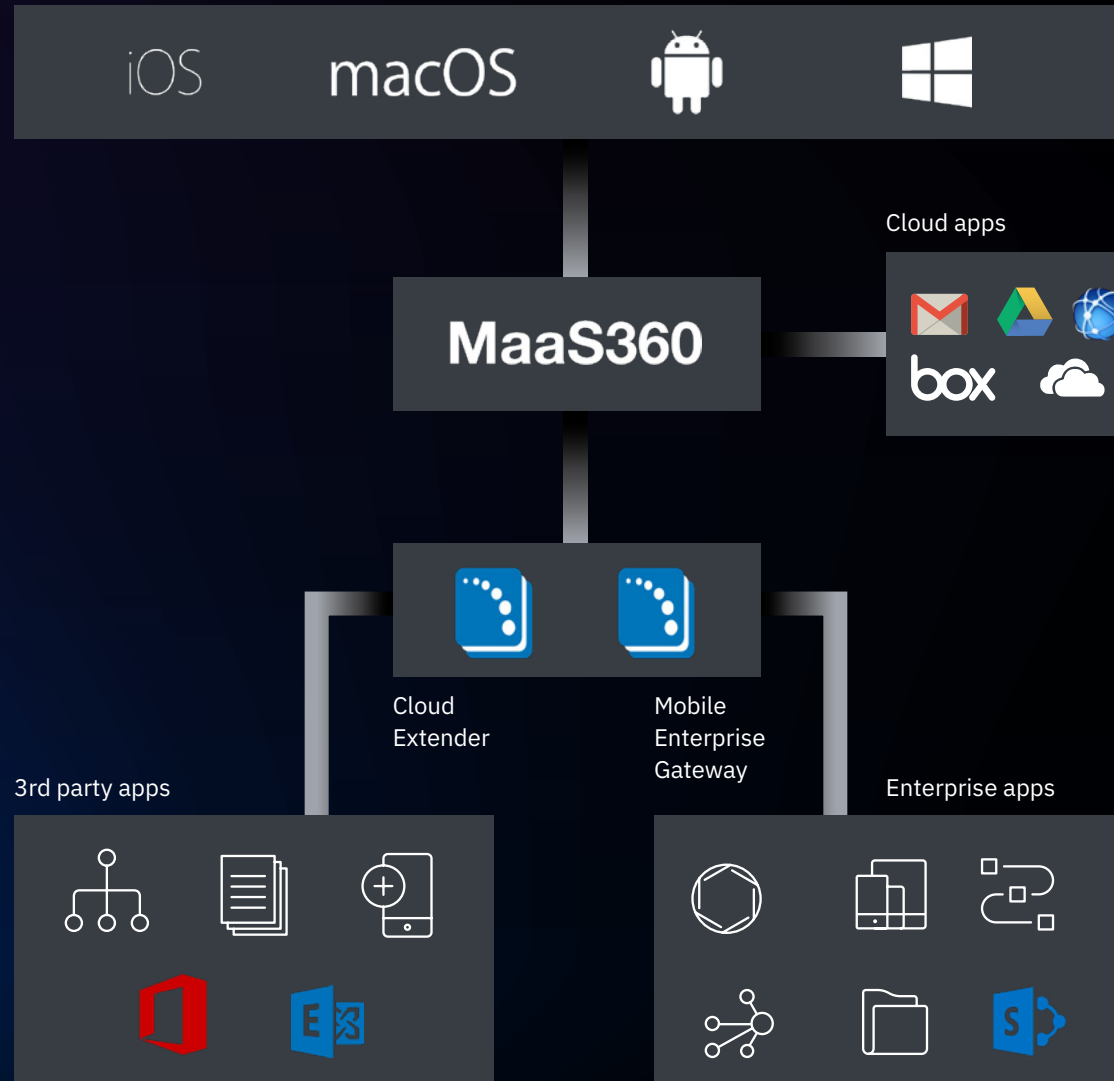 iOS
macOS
Cloud apps
MaaS360
box
Cloud
Extender
Mobile
Enterprise
Gateway
3rd party apps
Enterprise apps
E
S